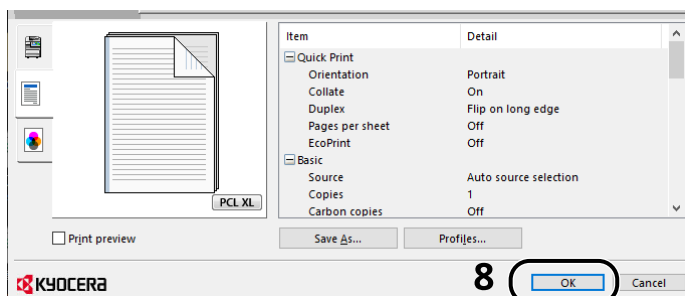 Item Detail
Quick Print
Orientation Portrait
Collate On
Duplex Flip on long edge
Pages per sheet Off
EcoPrint Off
Basic
Source Auto source selection
Copies 1
Carbon copies Off
PCL XL
Print preview Save As... Profiles...
KYOCERA 8 OK Cancel